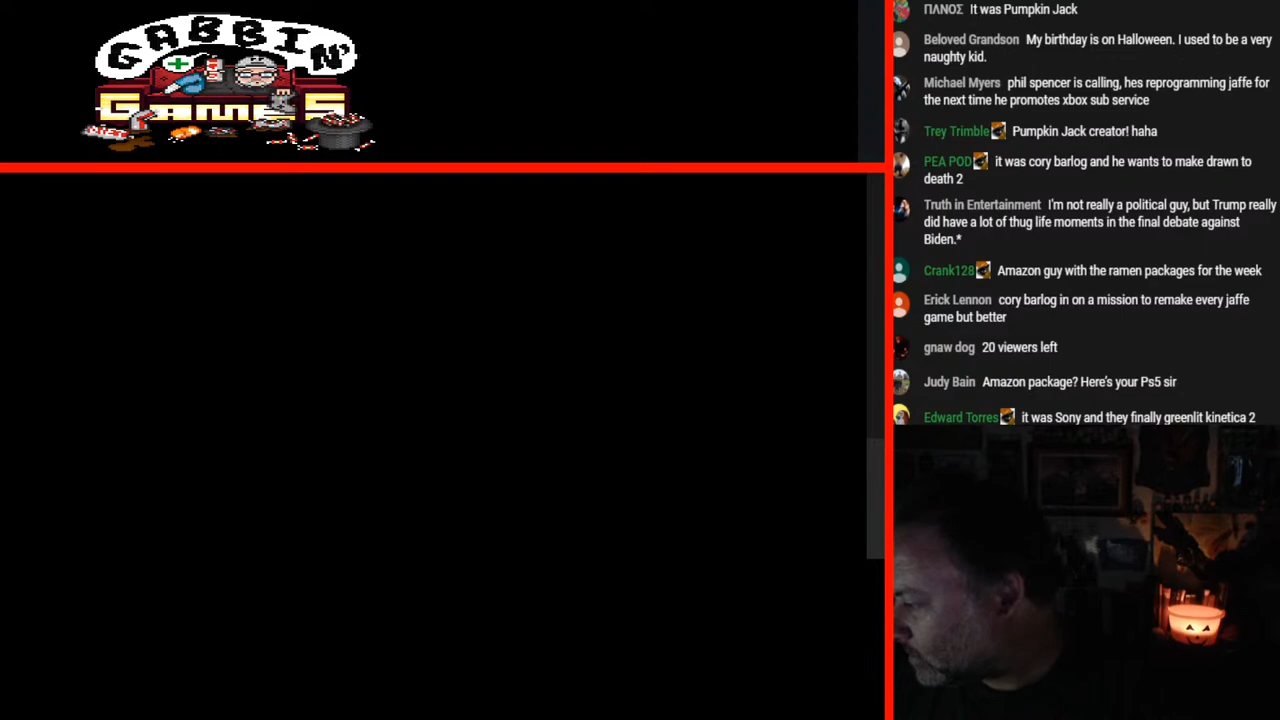 GABBIN'
GameS
ΠΛΝΟΣ It was Pumpkin Jack
Beloved Grandson My birthday is on Halloween. I used to be a very
naughty kid.
Michael Myers phil spencer is calling, hes reprogramming jaffe for
the next time he promotes xbox sub service
Trey Trimble Pumpkin Jack creator! haha
PEA POD it was cory barlog and he wants to make drawn to
death 2
Truth in Entertainment I'm not really a political guy, but Trump really
did have a lot of thug life moments in the final debate against
Biden.*
Crank128 Amazon guy with the ramen packages for the week
Erick Lennon cory barlog in on a mission to remake every jaffe
game but better
gnaw dog 20 viewers left
Judy Bain Amazon package? Here's your Ps5 sir
Edward Torres it was Sony and they finally greenlit kinetica 2